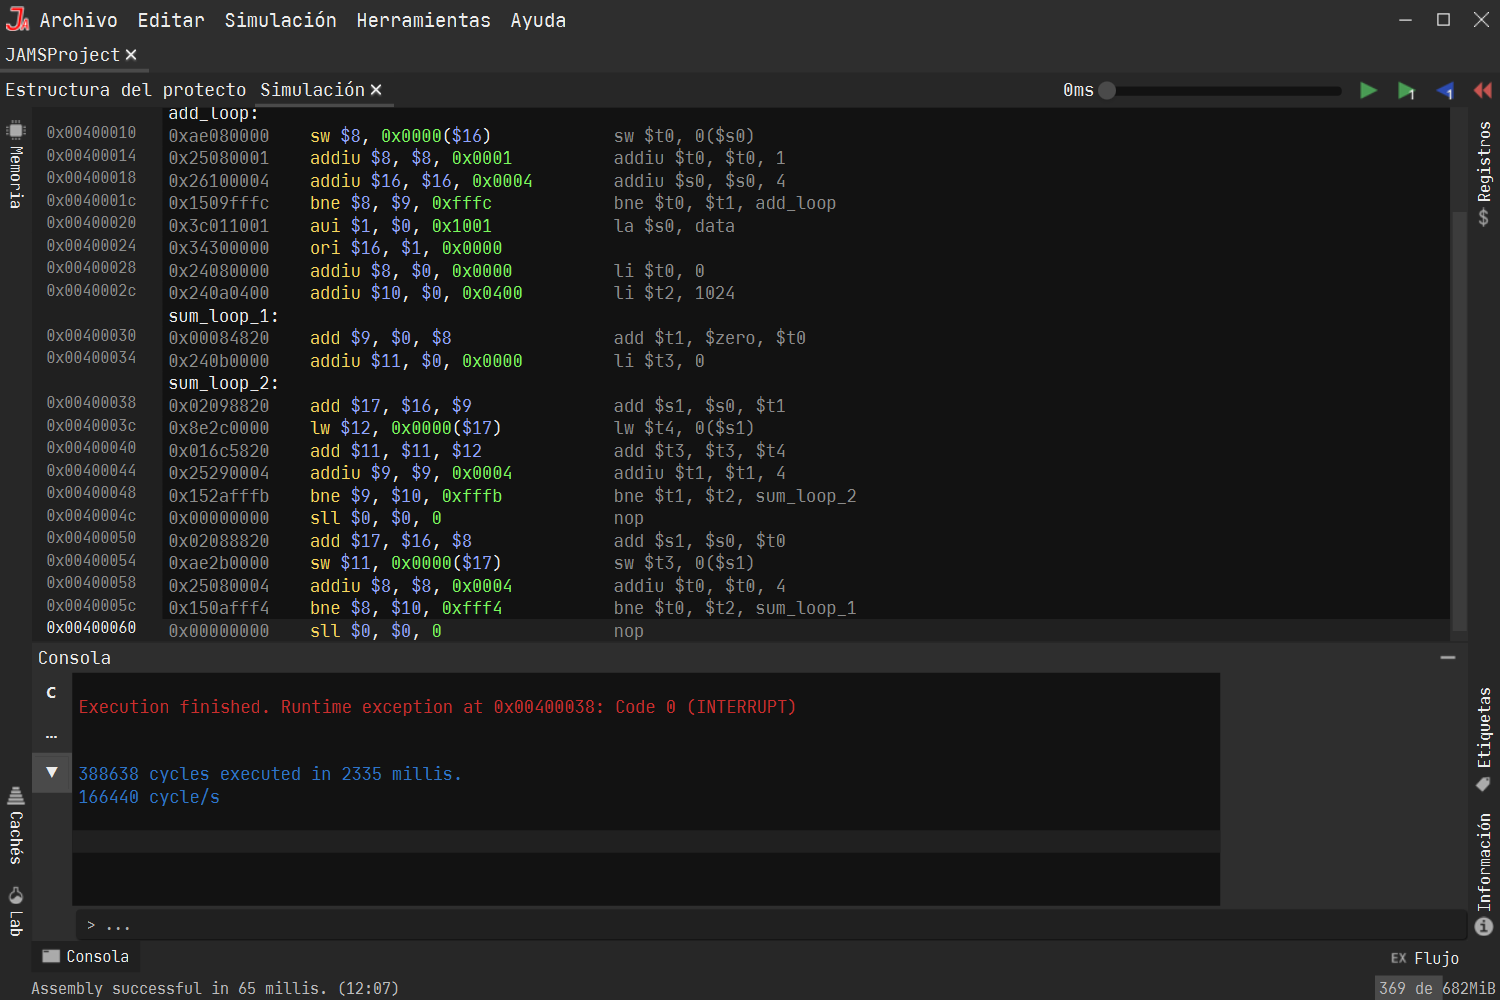 JA Archivo Editar Simulación Herramientas Ayuda
JAMSProject
Estructura del protecto Simulación 0ms 1 1
add_loop:
0x00400010 0xae080000 sw $8, 0x0000($16) sw $t0, 0($s0)
0x00400014 0x25080001 addiu $8, $8, 0x0001 addiu $t0, $t0, 1
0x00400018 0x26100004 addiu $16, $16, 0x0004 addiu $s0, $s0, 4
0x0040001c 0x1509fffc bne $8, $9, 0xfffc bne $t0, $t1, add_loop
0x00400020 0x3c011001 aui $1, $0, 0x1001 la $s0, data
0x00400024 0x34300000 ori $16, $1, 0x0000
0x00400028 0x24080000 addiu $8, $0, 0x0000 li $t0, 0
0x0040002c 0x240a0400 addiu $10, $0, 0x0400 li $t2, 1024
sum_loop_1:
0x00400030 0x00084820 add $9, $0, $8 add $t1, $zero, $t0
0x00400034 0x240b0000 addiu $11, $0, 0x0000 li $t3, 0
sum_loop_2:
0x00400038 0x02098820 add $17, $16, $9 add $s1, $s0, $t1
0x0040003c 0x8e2c0000 lw $12, 0x0000($17) lw $t4, 0($s1)
0x00400040 0x016c5820 add $11, $11, $12 add $t3, $t3, $t4
0x00400044 0x25290004 addiu $9, $9, 0x0004 addiu $t1, $t1, 4
0x00400048 0x152afffb bne $9, $10, 0xfffb bne $t1, $t2, sum_loop_2
0x0040004c 0x00000000 sll $0, $0, 0 nop
0x00400050 0x02088820 add $17, $16, $8 add $s1, $s0, $t0
0x00400054 0xae2b0000 sw $11, 0x0000($17) sw $t3, 0($s1)
0x00400058 0x25080004 addiu $8, $8, 0x0004 addiu $t0, $t0, 4
0x0040005c 0x150afff4 bne $8, $10, 0xfff4 bne $t0, $t2, sum_loop_1
0x00400060 0x00000000 sll $0, $0, 0 nop
Memoria
Cachés
Lab
Registros
$
Etiquetas
Información
Consola
C
...
Execution finished. Runtime exception at 0x00400038: Code 0 (INTERRUPT)
388638 cycles executed in 2335 millis.
166440 cycle/s
> ...
Consola
EX Flujo
Assembly successful in 65 millis. (12:07)
369 de 682MiB